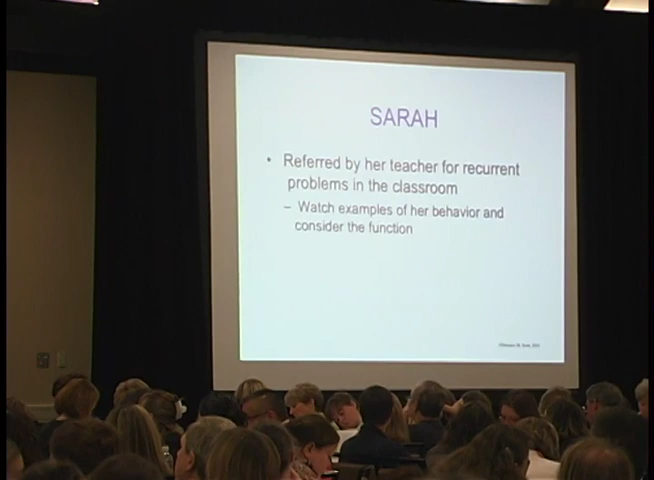 SARAH
• Referred by her teacher for recurrent
problems in the classroom
– Watch examples of her behavior and
consider the function